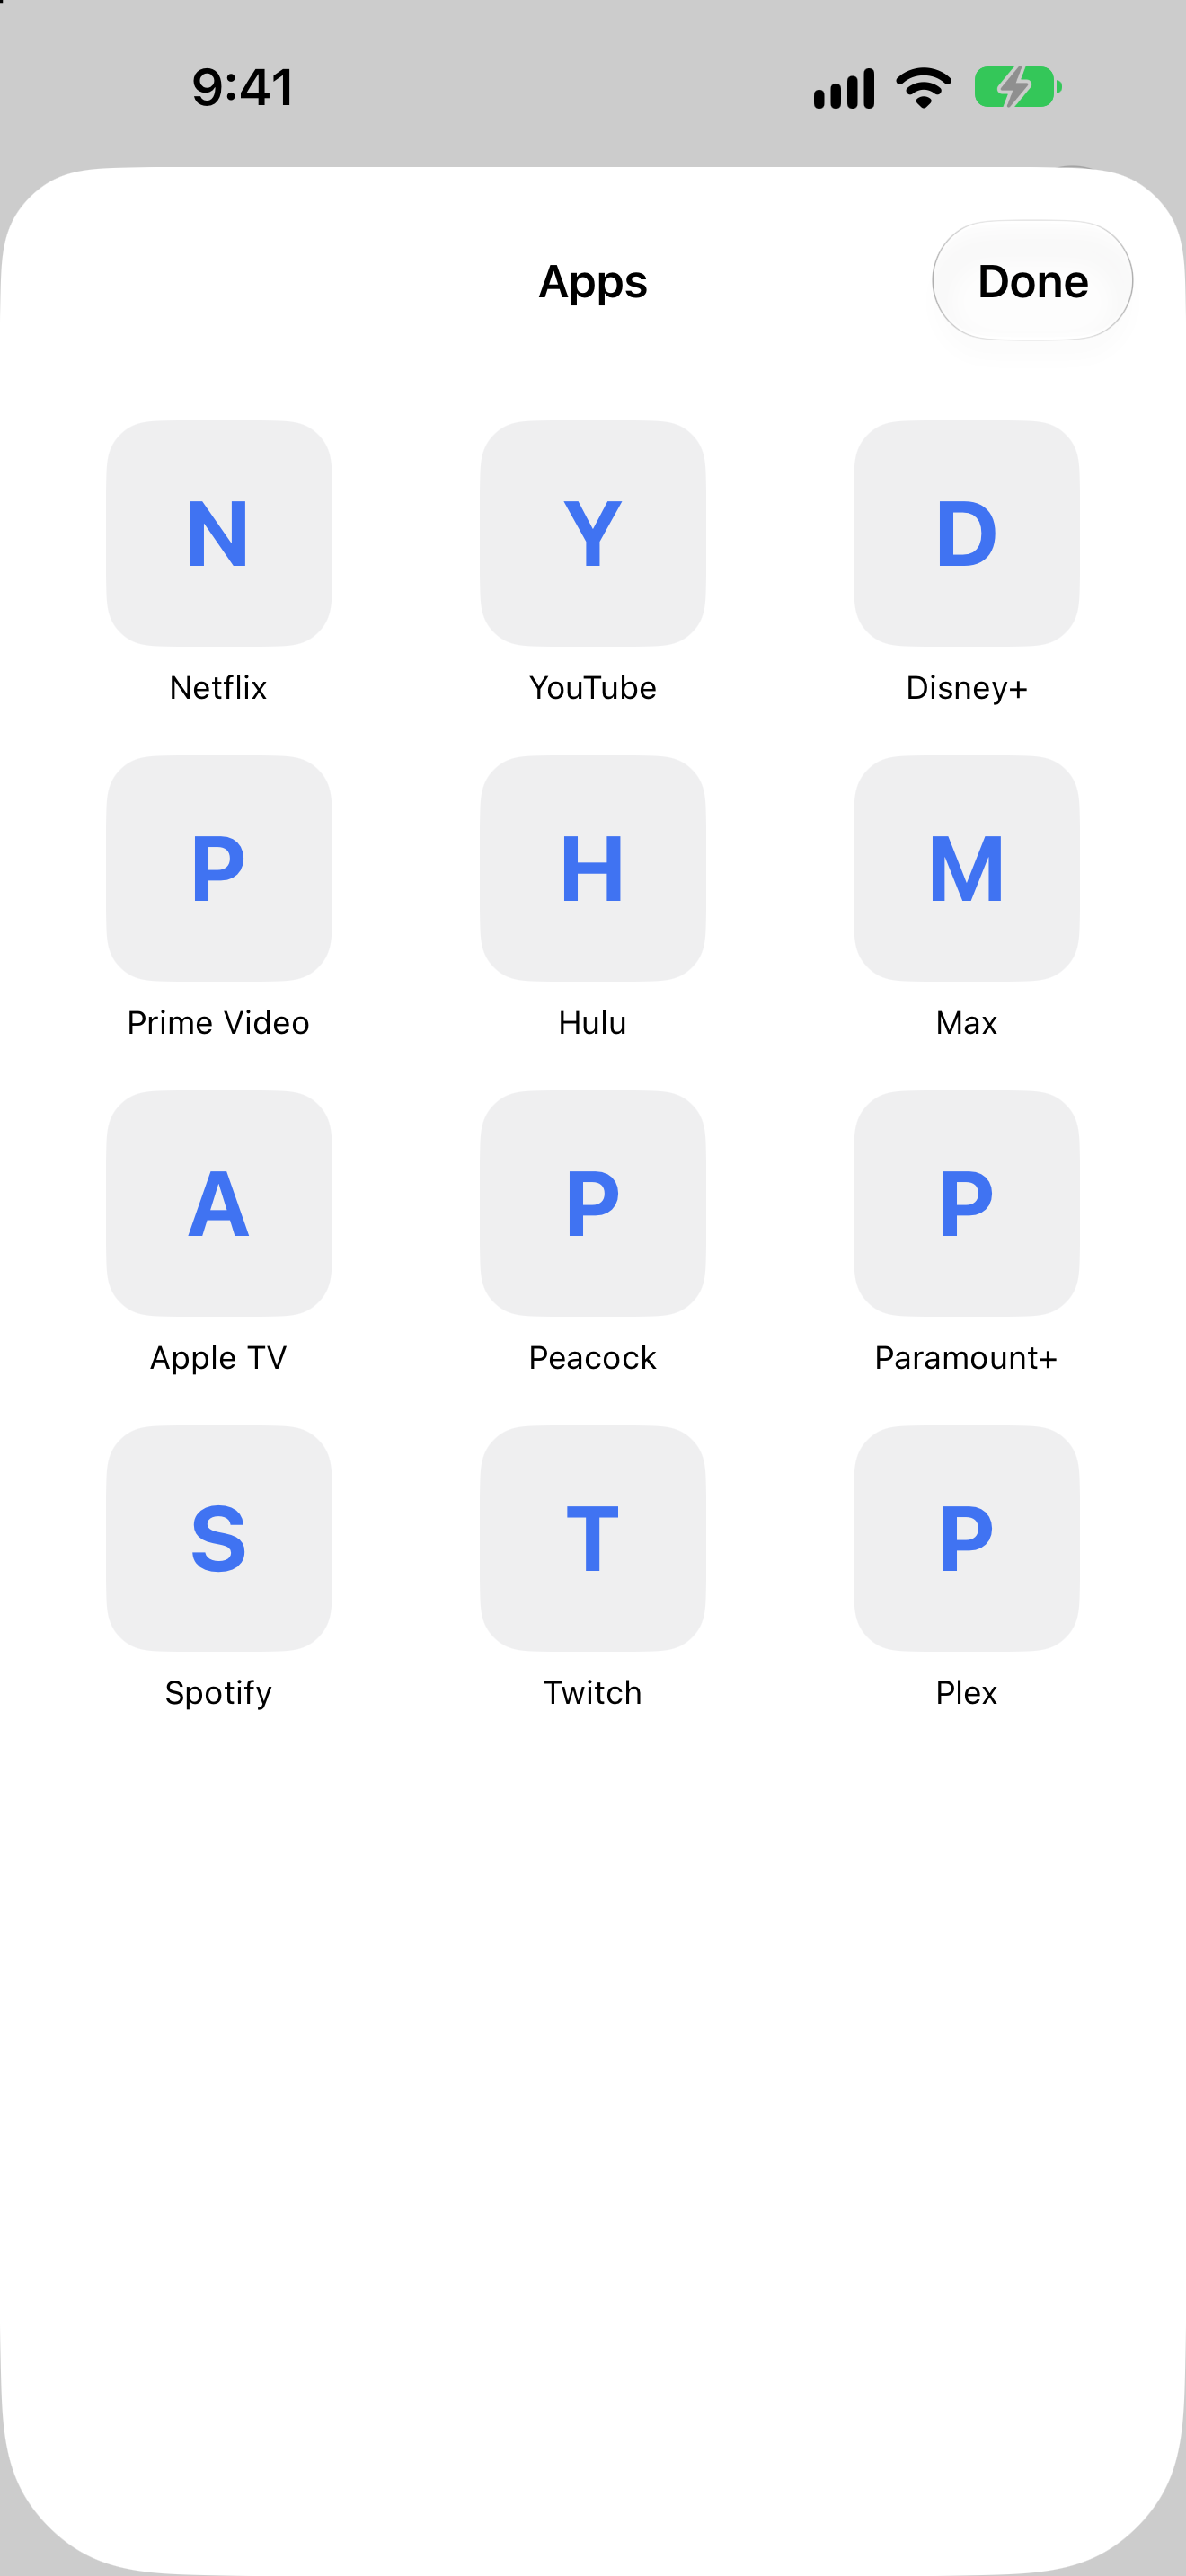 9:41
Apps
Done
N
Y
D
Netflix
YouTube
Disney+
P
H
M
Prime Video
Hulu
Max
A
P
P
Apple TV
Peacock
Paramount+
S
T
P
Spotify
Twitch
Plex